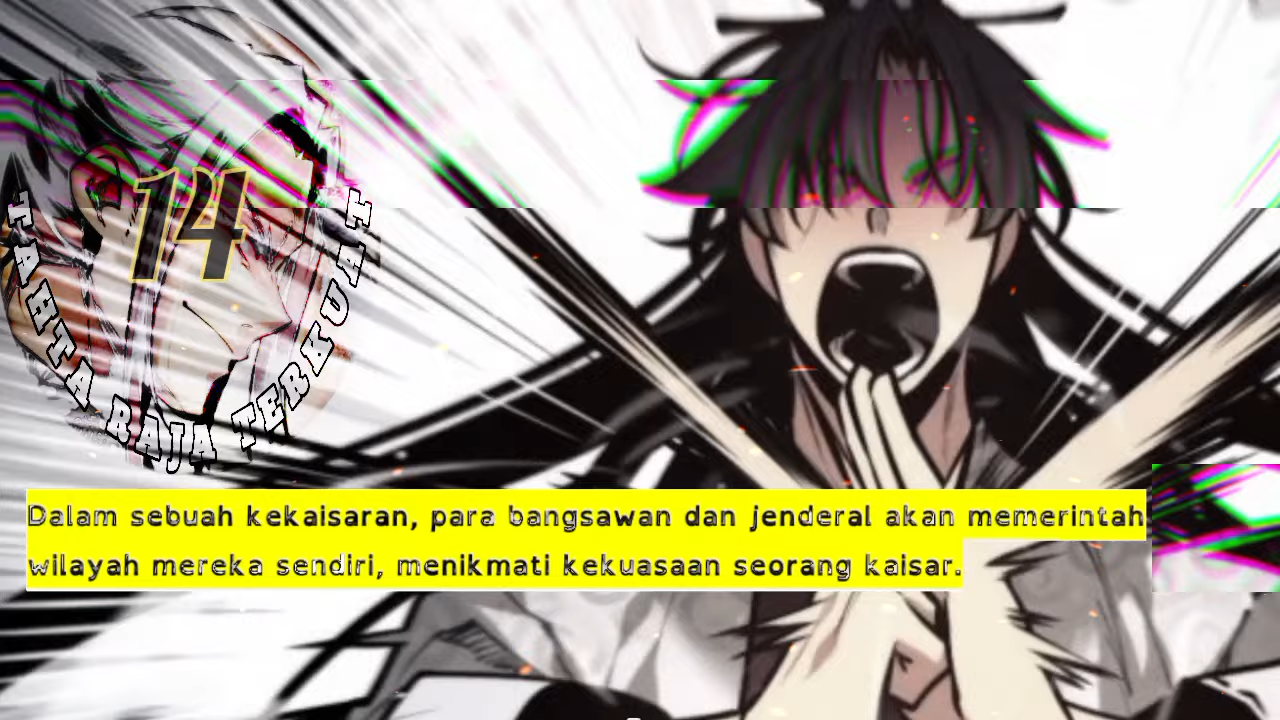 14
TAHTA RAJA TERKUAT
Dalam sebuah kekaisaran, para bangsawan dan jenderal akan memerintah
wilayah mereka sendiri, menikmati kekuasaan seorang kaisar.